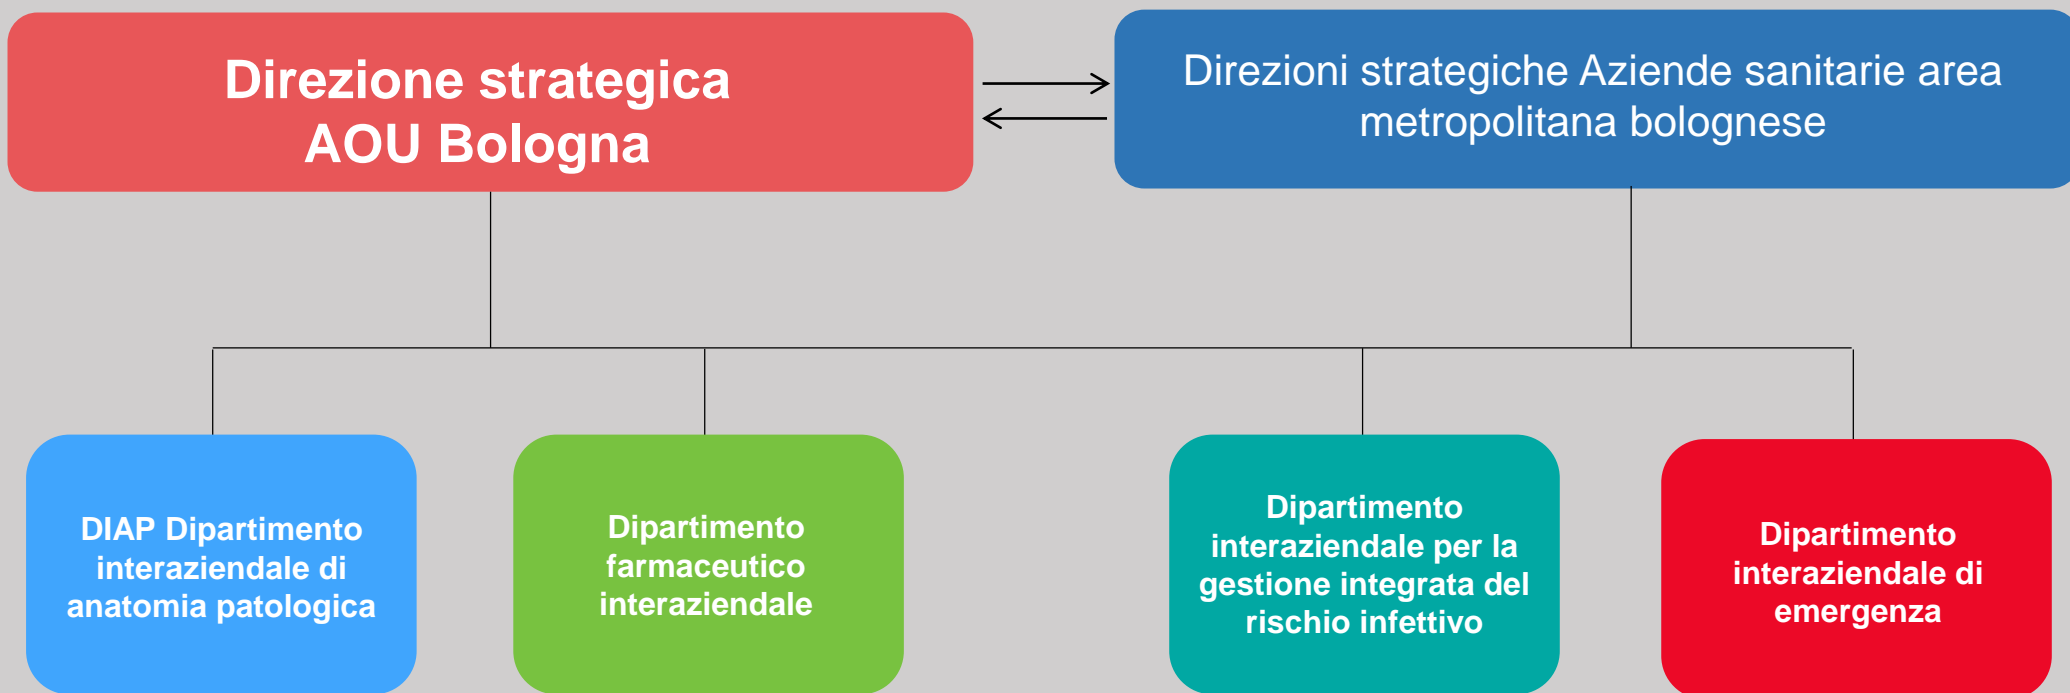 Direzione strategica
AOU Bologna
Direzioni strategiche Aziende sanitarie area
metropolitana bolognese
DIAP Dipartimento
interaziendale di
anatomia patologica
Dipartimento
farmaceutico
interaziendale
Dipartimento
interaziendale per la
gestione integrata del
rischio infettivo
Dipartimento
interaziendale di
emergenza